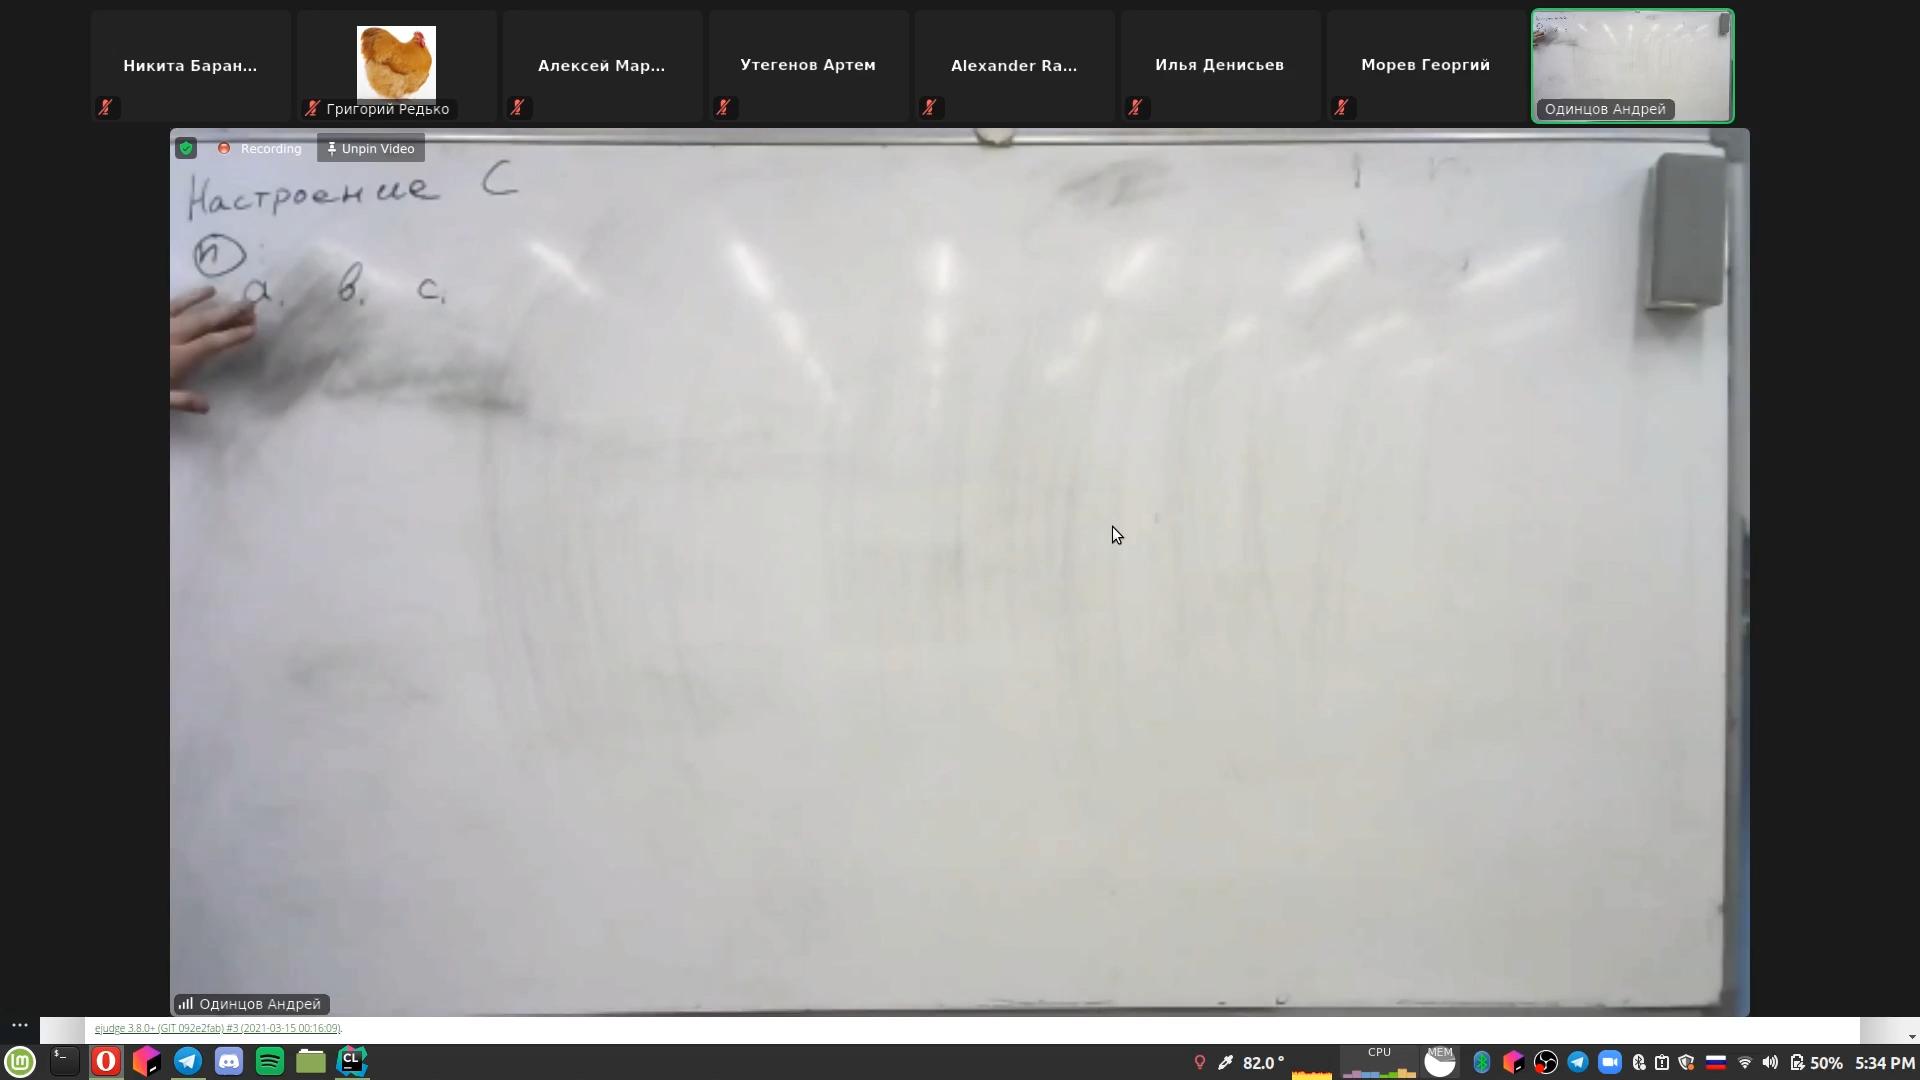 Никита Баран...
Григорий Редько
Алексей Мар...
Утегенов Артем
Alexander Ra...
Илья Денисьев
Морев Георгий
Одинцов Андрей
Recording
Unpin Video
Настроение C
n :
a. b. c.
Одинцов Андрей
ejudge 3.8.0+ (GIT 092e2fab) #3 (2021-03-15 00:16:09).
$_
CL
82.0 °
CPU
MEM
50%
5:34 PM